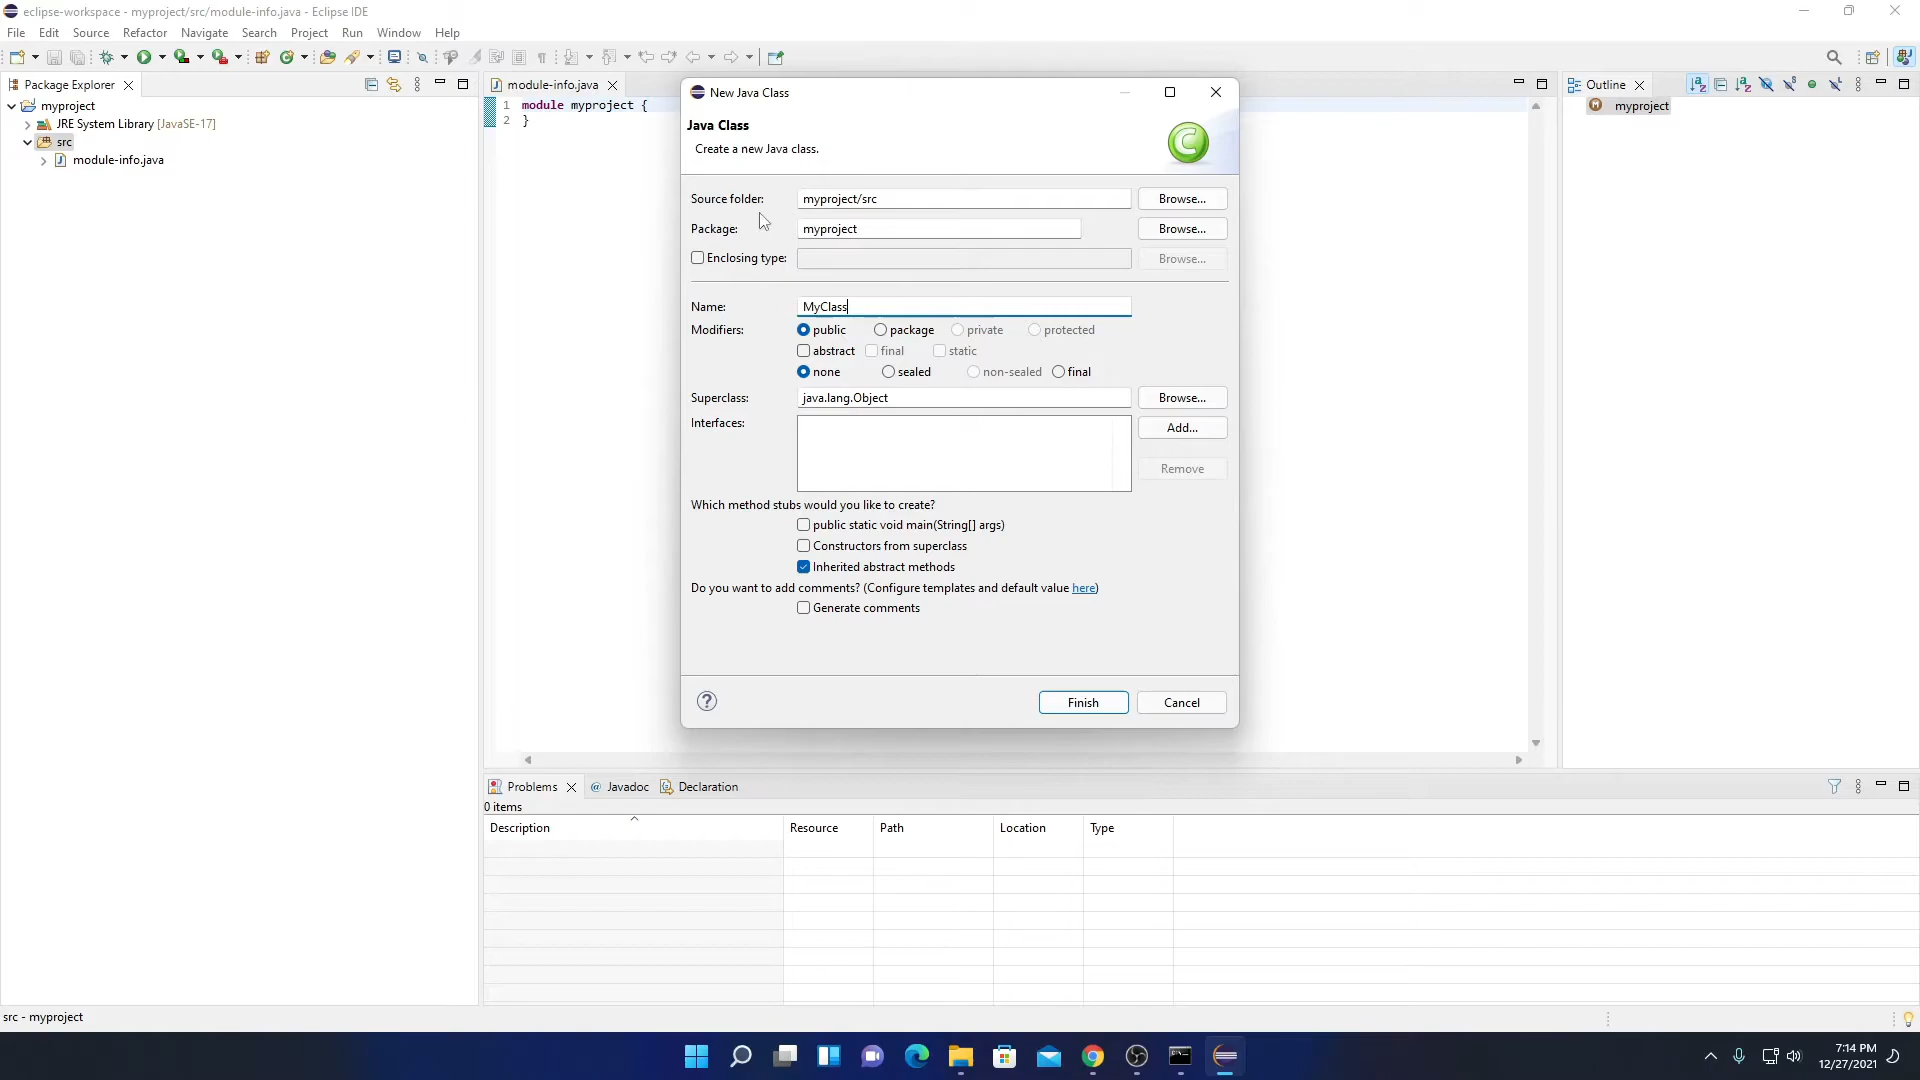 eclipse-workspace - myproject/src/module-info.java - Eclipse IDE
File Edit Source Refactor Navigate Search Project Run Window Help
Package Explorer
myproject
JRE System Library [JavaSE-17]
src
module-info.java
module-info.java
1 module myproject {
2 }
New Java Class
Java Class
Create a new Java class.
Source folder: myproject/src Browse...
Package: myproject Browse...
Enclosing type: Browse...
Name: MyClass
Modifiers: public package private protected
abstract final static
none sealed non-sealed final
Superclass: java.lang.Object Browse...
Interfaces: Add...
Remove
Which method stubs would you like to create?
public static void main(String[] args)
Constructors from superclass
Inherited abstract methods
Do you want to add comments? (Configure templates and default value here)
Generate comments
Finish Cancel
Outline
myproject
Problems Javadoc Declaration
0 items
Description Resource Path Location Type
src - myproject
7:14 PM
12/27/2021